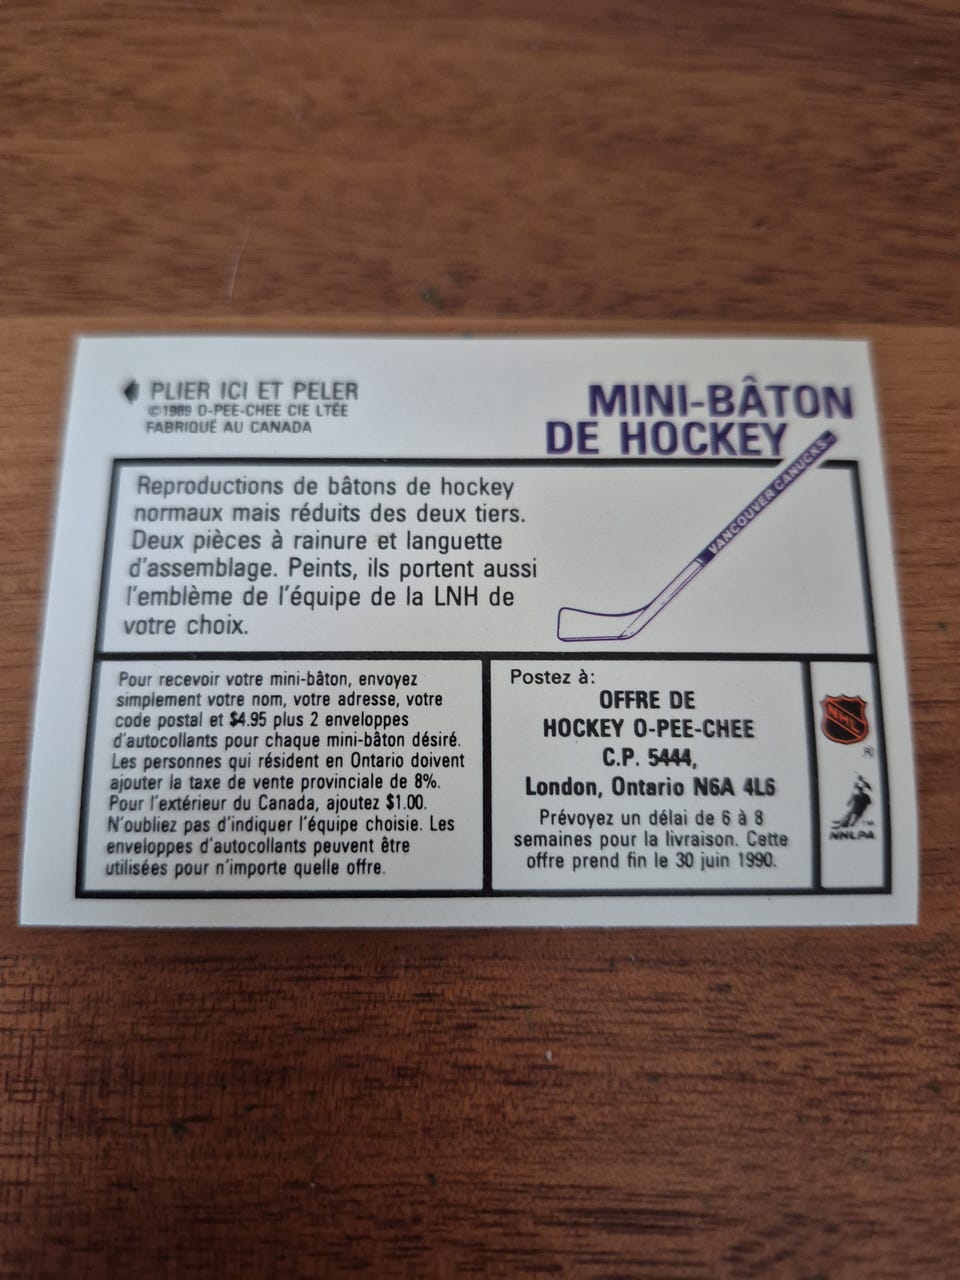 PLIER ICI ET PELER
©1989 O-PEE-CHEE CIE LTÉE
FABRIQUÉ AU CANADA
MINI-BÂTON
DE HOCKEY
VANCOUVER CANUCKS
Reproductions de bâtons de hockey
normaux mais réduits des deux tiers.
Deux pièces à rainure et languette
d'assemblage. Peints, ils portent aussi
l'emblème de l'équipe de la LNH de
votre choix.
Pour recevoir votre mini-bâton, envoyez
simplement votre nom, votre adresse, votre
code postal et $4.95 plus 2 enveloppes
d'autocollants pour chaque mini-bâton désiré.
Les personnes qui résident en Ontario doivent
ajouter la taxe de vente provinciale de 8%.
Pour l'extérieur du Canada, ajoutez $1.00.
N'oubliez pas d'indiquer l'équipe choisie. Les
enveloppes d'autocollants peuvent être
utilisées pour n'importe quelle offre.
Postez à:
OFFRE DE
HOCKEY O-PEE-CHEE
C.P. 5444,
London, Ontario N6A 4L6
Prévoyez un délai de 6 à 8
semaines pour la livraison. Cette
offre prend fin le 30 juin 1990.
NHL
®
TM
NHLPA